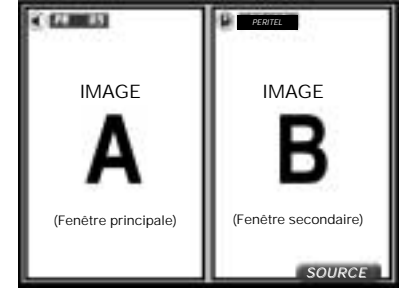 PERITEL
IMAGE
A
(Fenêtre principale)
IMAGE
B
(Fenêtre secondaire)
SOURCE